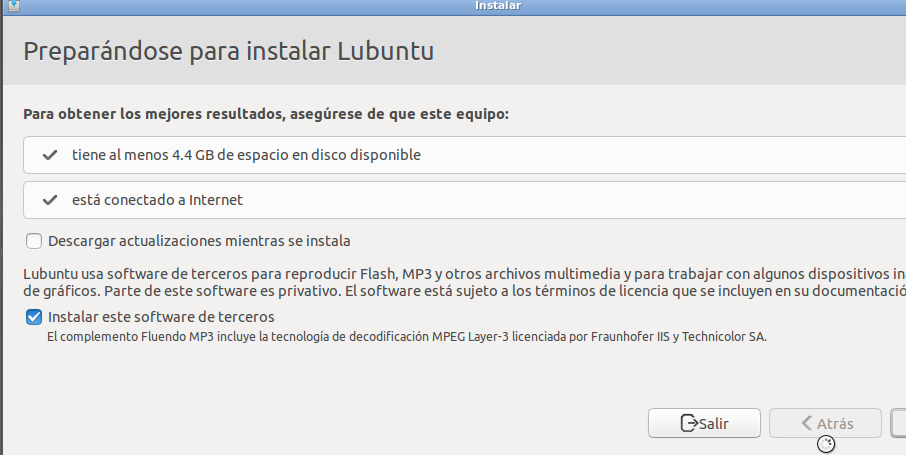 Instalar
Preparándose para instalar Lubuntu
Para obtener los mejores resultados, asegúrese de que este equipo:
tiene al menos 4.4 GB de espacio en disco disponible
está conectado a Internet
Descargar actualizaciones mientras se instala
Lubuntu usa software de terceros para reproducir Flash, MP3 y otros archivos multimedia y para trabajar con algunos dispositivos
de gráficos. Parte de este software es privativo. El software está sujeto a los términos de licencia que se incluyen en su
Instalar este software de terceros
El complemento Fluendo MP3 incluye la tecnología de decodificación MPEG Layer-3 licenciada por Fraunhofer IIS y Technicolor SA.
Salir
Atrás